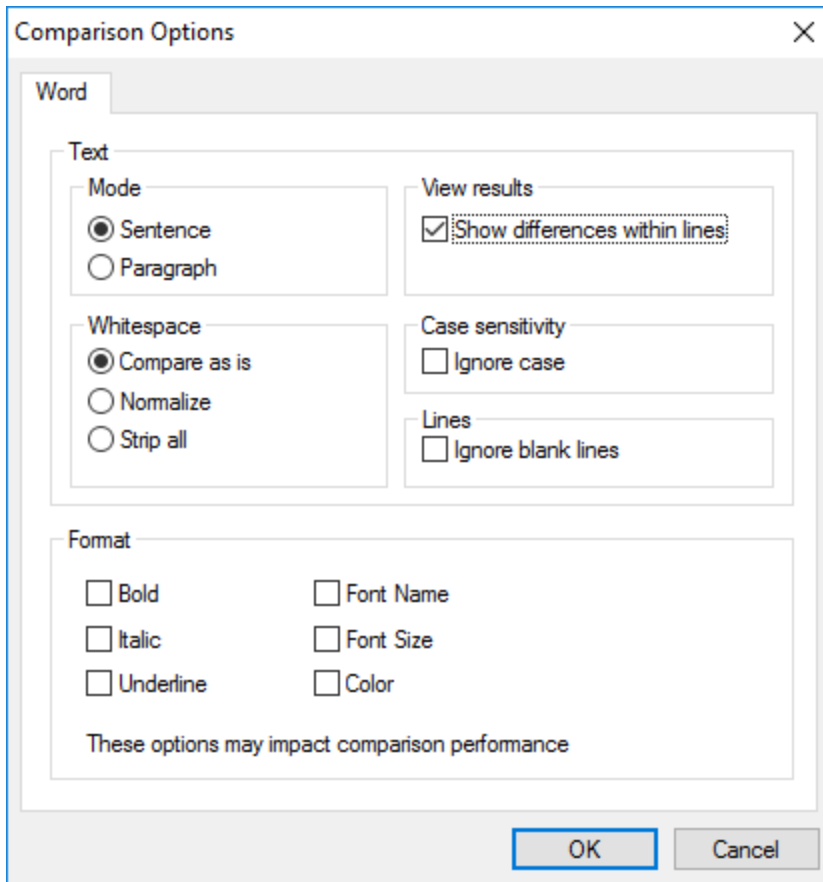 Comparison Options
Word
Text
Mode
Sentence
Paragraph
View results
Show differences within lines
Whitespace
Compare as is
Normalize
Strip all
Case sensitivity
Ignore case
Lines
Ignore blank lines
Format
Bold
Font Name
Italic
Font Size
Underline
Color
These options may impact comparison performance
OK
Cancel